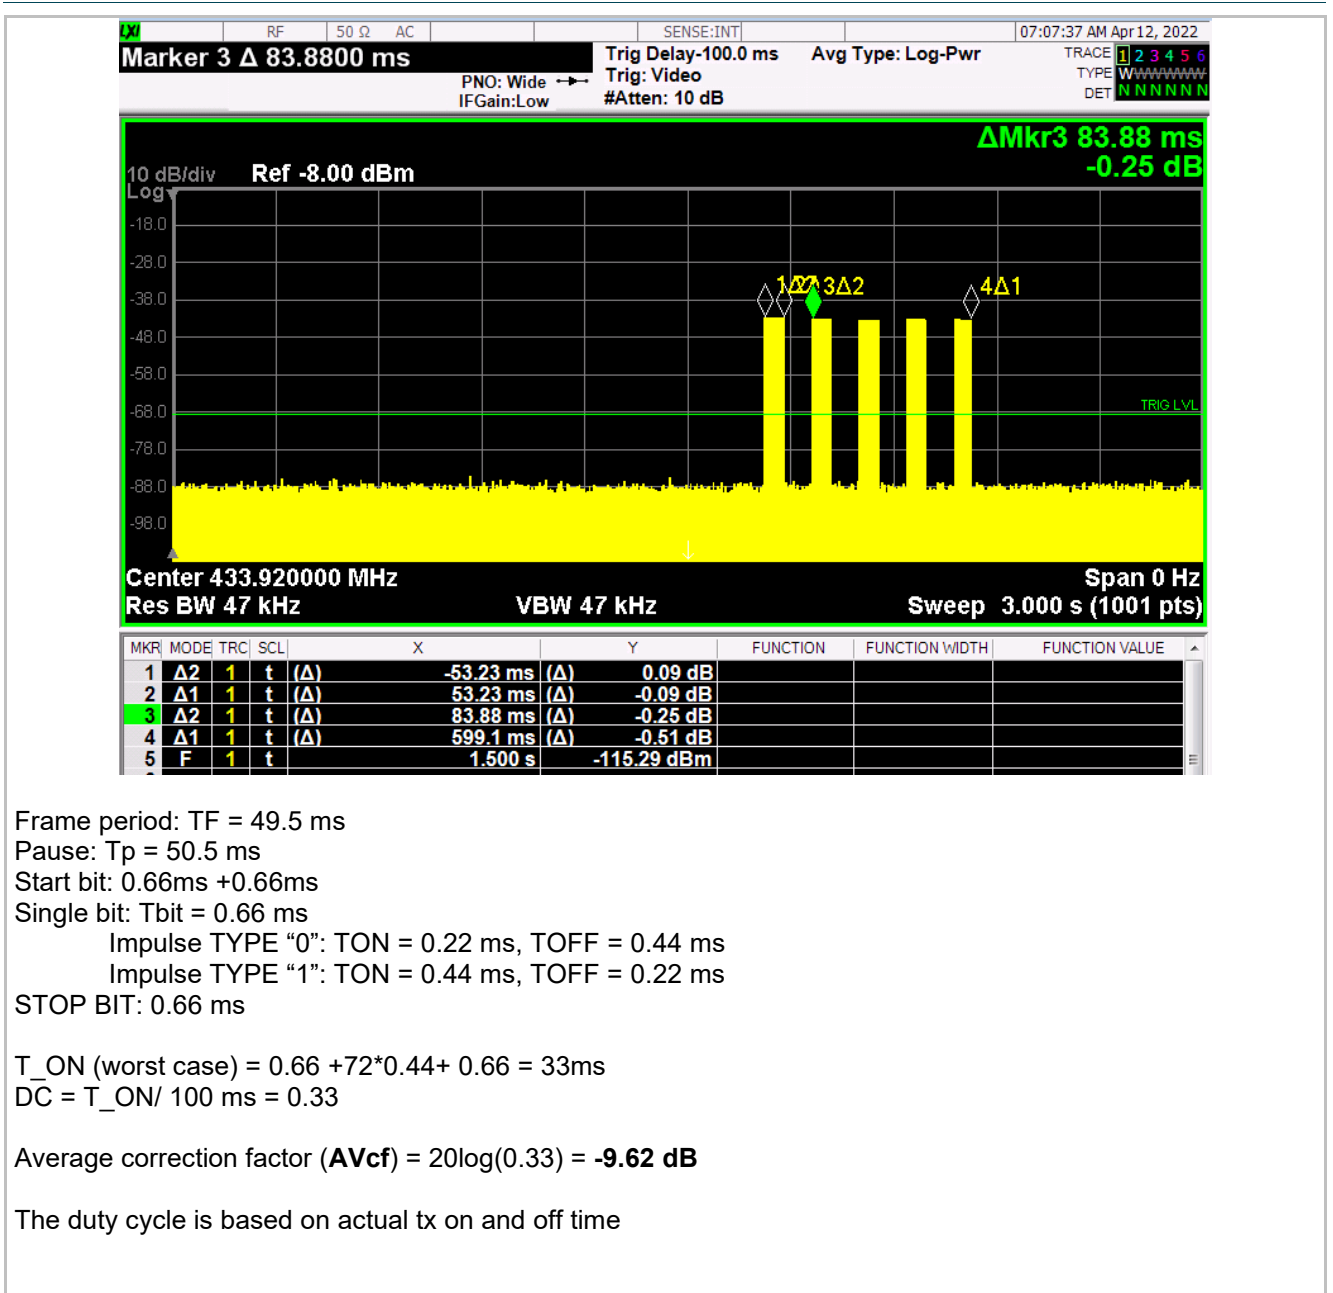 LXI RF 50 Ω AC SENSE:INT 07:07:37 AM Apr 12, 2022
Marker 3 Δ 83.8800 ms
Trig Delay-100.0 ms Avg Type: Log-Pwr
TRACE 1 2 3 4 5 6
PNO: Wide Trig: Video
TYPE WWWWWWW
IFGain:Low #Atten: 10 dB
DET N N N N N N
ΔMkr3 83.88 ms
-0.25 dB
10 dB/div Ref -8.00 dBm
Log
-18.0
-28.0
-38.0
3Δ2 4Δ1
-48.0
-58.0
-68.0
TRIG LVL
-78.0
-88.0
-98.0
Center 433.920000 MHz Span 0 Hz
Res BW 47 kHz VBW 47 kHz Sweep 3.000 s (1001 pts)
MKR MODE TRC SCL X Y FUNCTION FUNCTION WIDTH FUNCTION VALUE
1 Δ2 1 t (Δ) -53.23 ms (Δ) 0.09 dB
2 Δ1 1 t (Δ) 53.23 ms (Δ) -0.09 dB
3 Δ2 1 t (Δ) 83.88 ms (Δ) -0.25 dB
4 Δ1 1 t (Δ) 599.1 ms (Δ) -0.51 dB
5 F 1 t 1.500 s -115.29 dBm
Frame period: TF = 49.5 ms
Pause: Tp = 50.5 ms
Start bit: 0.66ms +0.66ms
Single bit: Tbit = 0.66 ms
Impulse TYPE “0”: TON = 0.22 ms, TOFF = 0.44 ms
Impulse TYPE “1”: TON = 0.44 ms, TOFF = 0.22 ms
STOP BIT: 0.66 ms
T_ON (worst case) = 0.66 +72*0.44+ 0.66 = 33ms
DC = T_ON/ 100 ms = 0.33
Average correction factor (AVcf) = 20log(0.33) = -9.62 dB
The duty cycle is based on actual tx on and off time